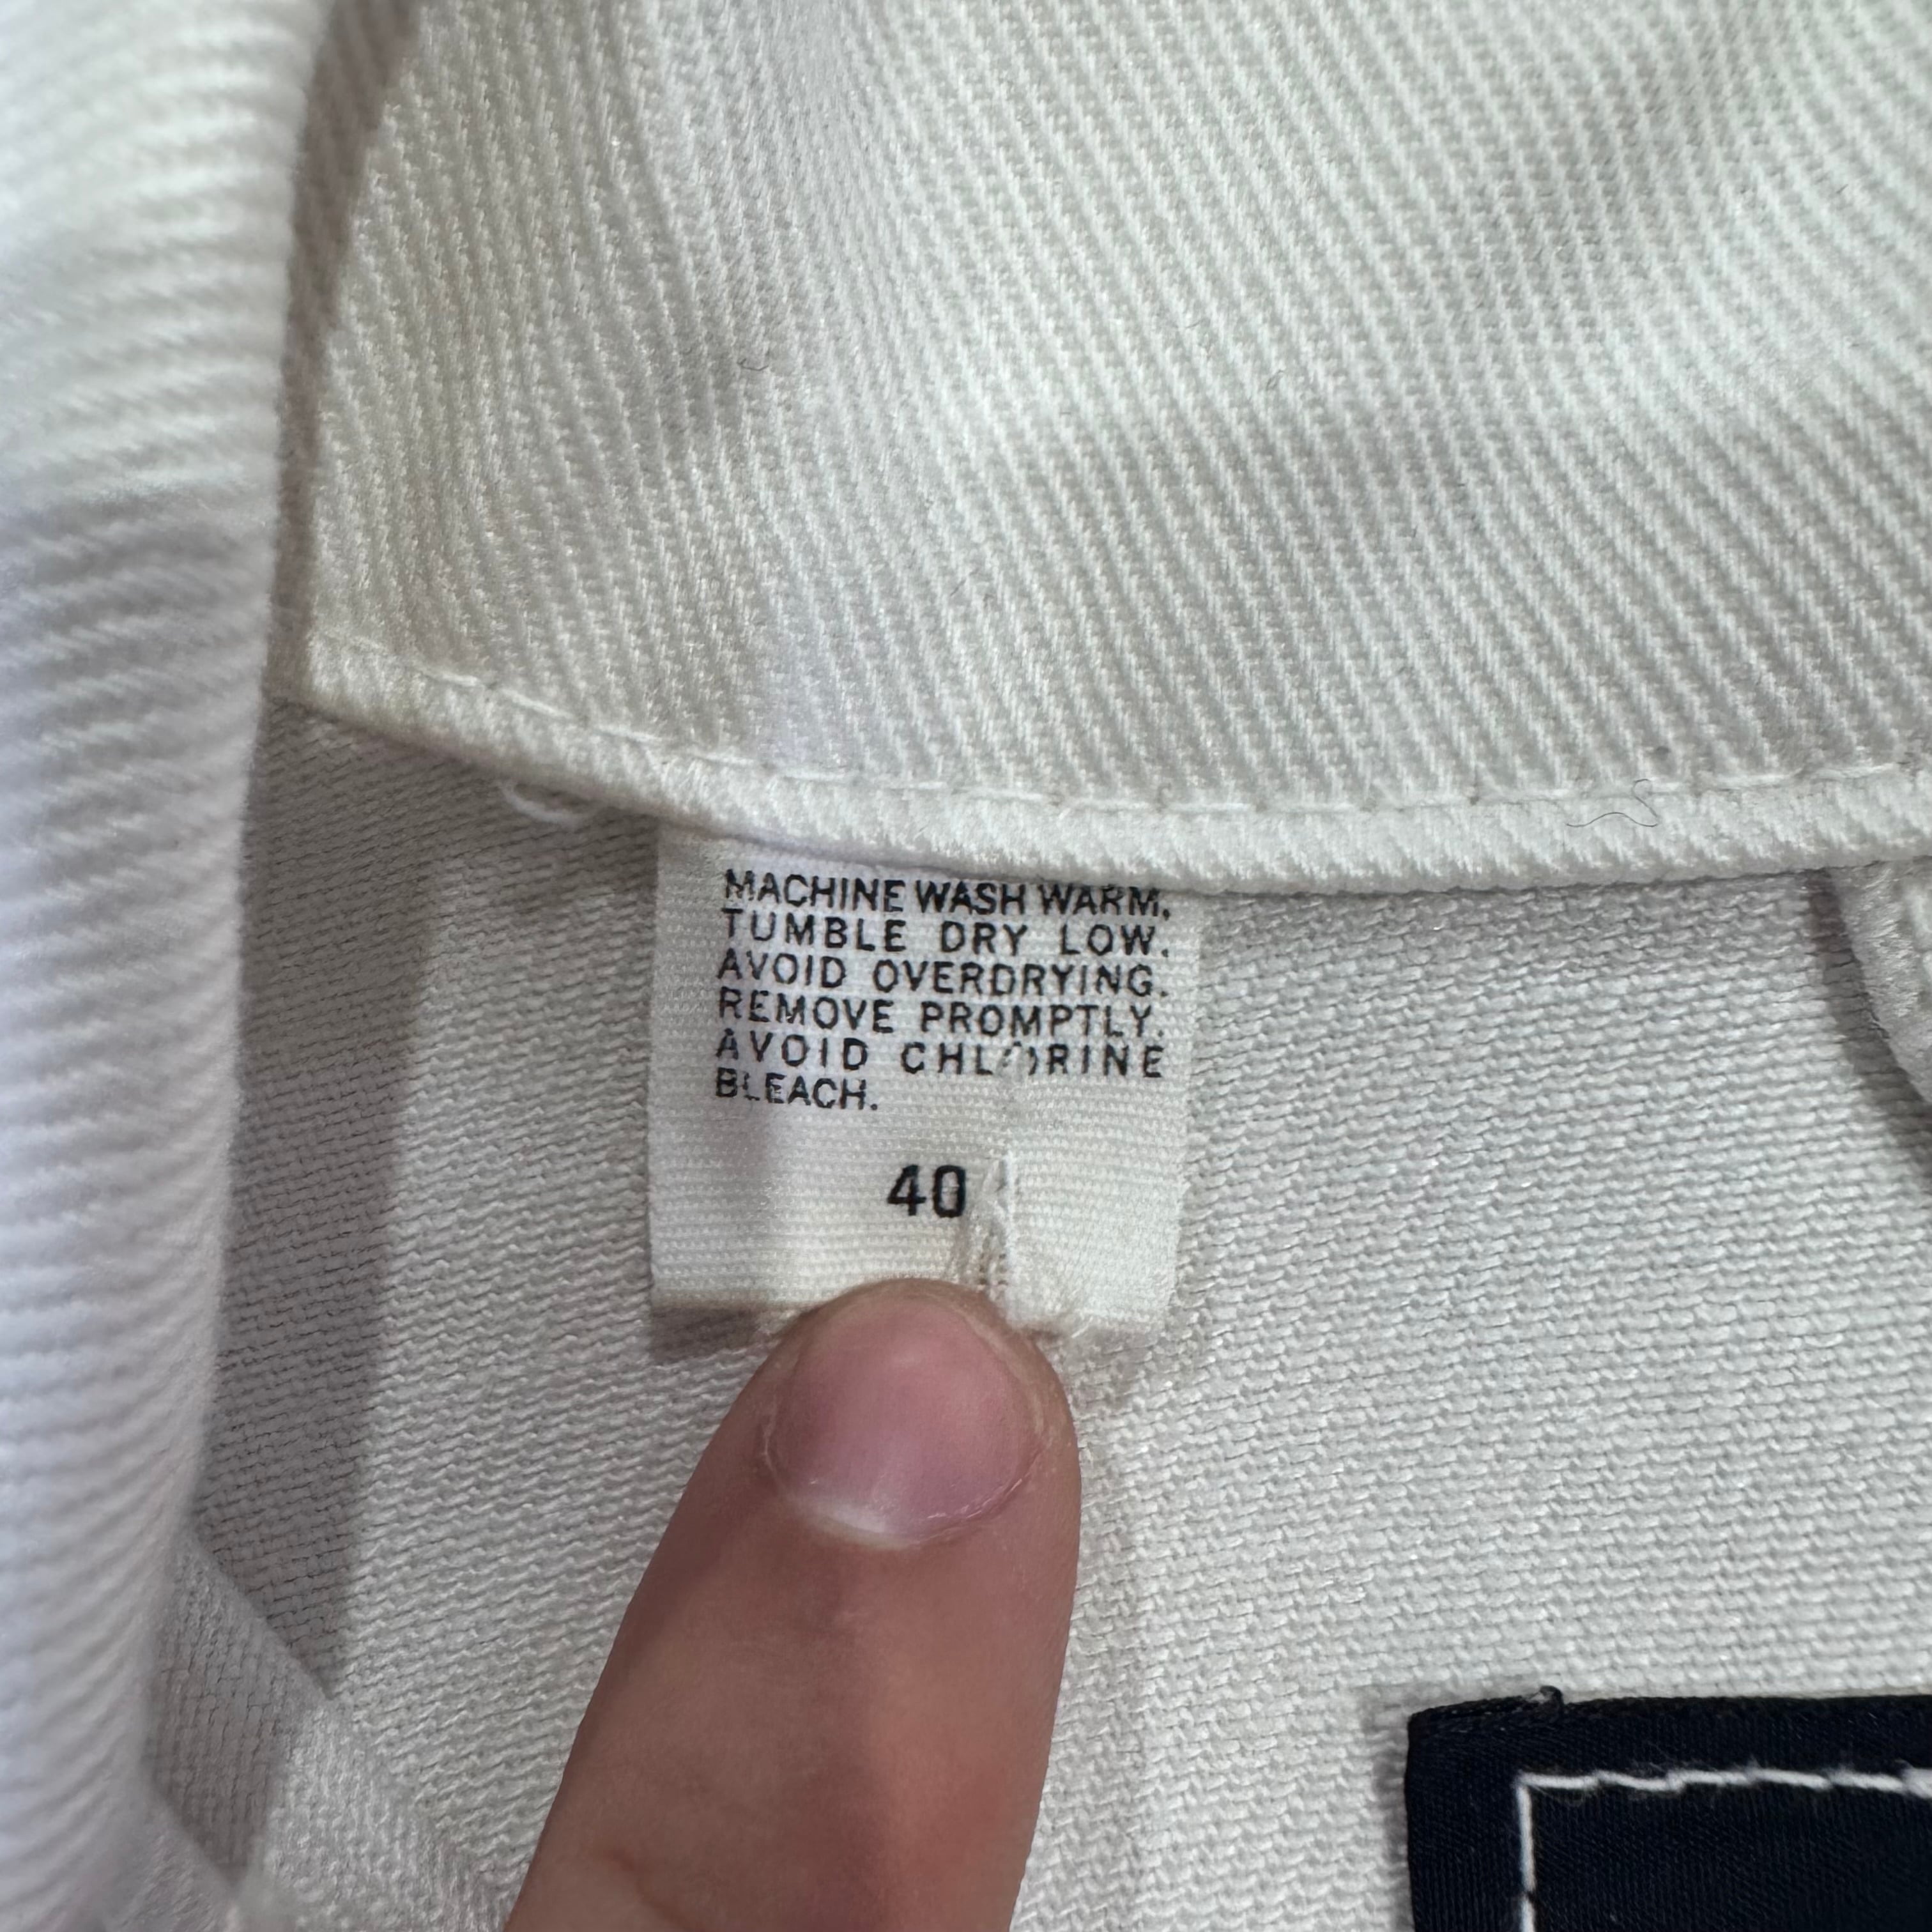 MACHINE WASH WARM.
TUMBLE DRY LOW.
AVOID OVERDRYING.
REMOVE PROMPTLY.
AVOID CHLORINE
BLEACH.
40